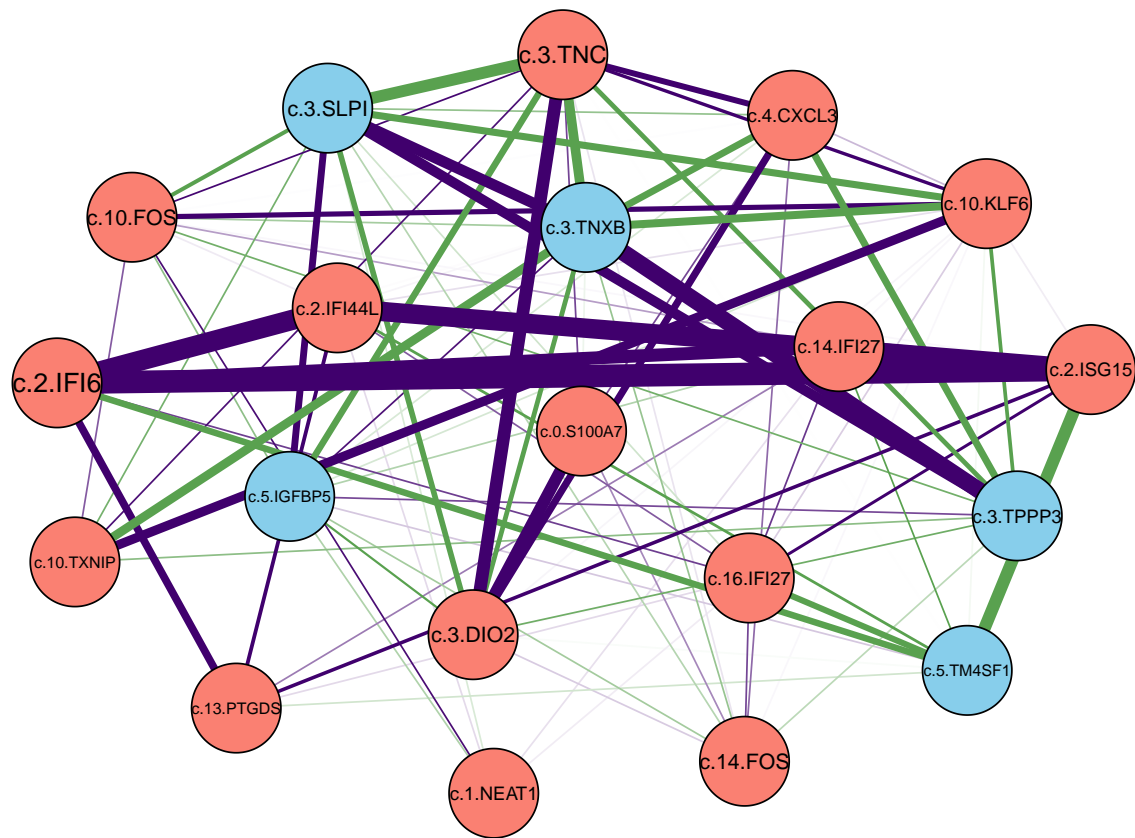 c.3.TNC
c.3.SLPI
c.4.CXCL3
c.10.KLF6
c.10.FOS
c.3.TNXB
c.2.IFI44L
c.14.IFI27
c.2.ISG15
c.2.IFI6
c.0.S100A7
c.5.IGFBP5
c.3.TPPP3
c.10.TXNIP
c.16.IFI27
c.3.DIO2
c.5.TM4SF1
c.13.PTGDS
c.14.FOS
c.1.NEAT1